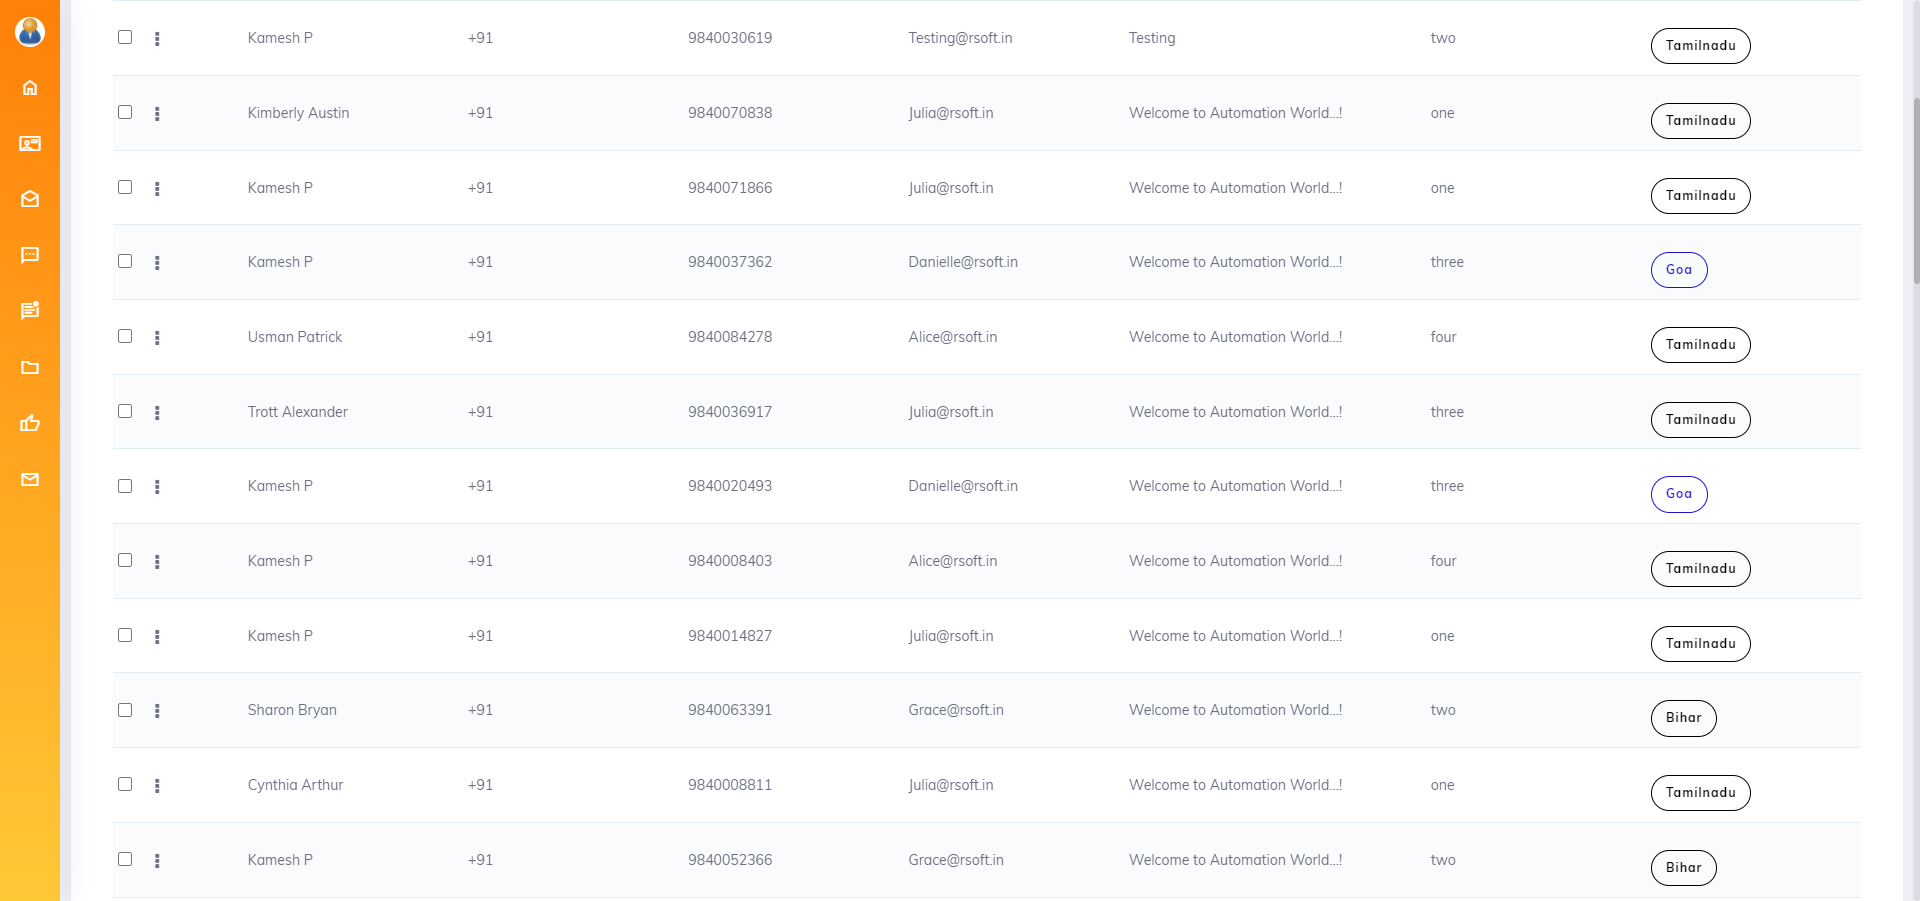 Kamesh P +91 9840030619 Testing@rsoft.in Testing two Tamilnadu
Kimberly Austin +91 9840070838 Julia@rsoft.in Welcome to Automation World...! one Tamilnadu
Kamesh P +91 9840071866 Julia@rsoft.in Welcome to Automation World...! one Tamilnadu
Kamesh P +91 9840037362 Danielle@rsoft.in Welcome to Automation World...! three Goa
Usman Patrick +91 9840084278 Alice@rsoft.in Welcome to Automation World...! four Tamilnadu
Trott Alexander +91 9840036917 Julia@rsoft.in Welcome to Automation World...! three Tamilnadu
Kamesh P +91 9840020493 Danielle@rsoft.in Welcome to Automation World...! three Goa
Kamesh P +91 9840008403 Alice@rsoft.in Welcome to Automation World...! four Tamilnadu
Kamesh P +91 9840014827 Julia@rsoft.in Welcome to Automation World...! one Tamilnadu
Sharon Bryan +91 9840063391 Grace@rsoft.in Welcome to Automation World...! two Bihar
Cynthia Arthur +91 9840008811 Julia@rsoft.in Welcome to Automation World...! one Tamilnadu
Kamesh P +91 9840052366 Grace@rsoft.in Welcome to Automation World...! two Bihar